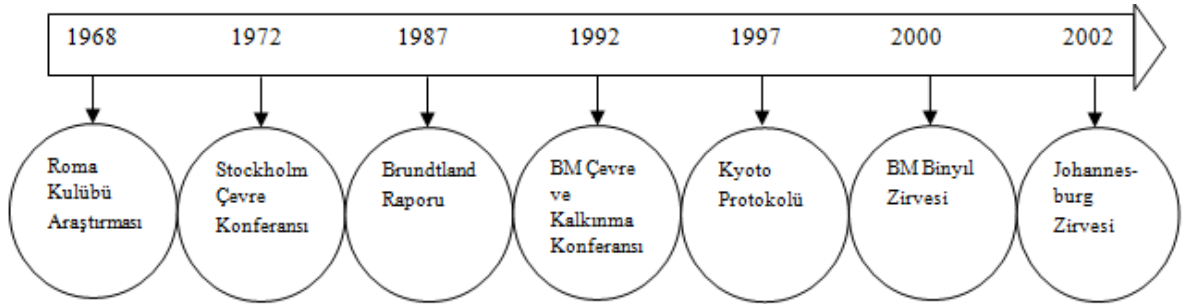 1968 1972 1987 1992 1997 2000 2002
Roma
Kulübü
Araştırması
Stockholm
Çevre
Konferansı
Brundtland
Raporu
BM Çevre
ve
Kalkınma
Konferansı
Kyoto
Protokolü
BM Binyıl
Zirvesi
Johannes-
burg
Zirvesi